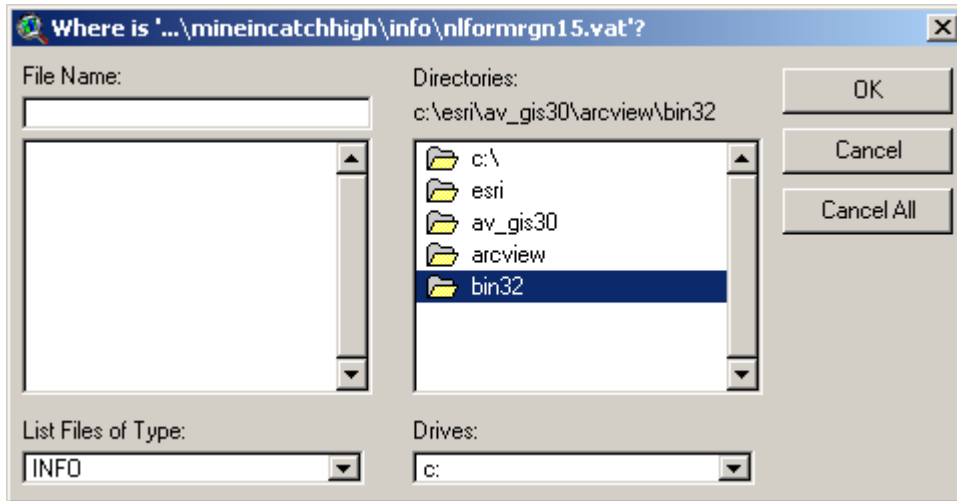 Where is '...\mineincatchhigh\info\nlformrgn15.vat'?
File Name:
Directories:
c:\esri\av_gis30\arcview\bin32
OK
Cancel
Cancel All
c:\
esri
av_gis30
arcview
bin32
List Files of Type:
INFO
Drives:
c: